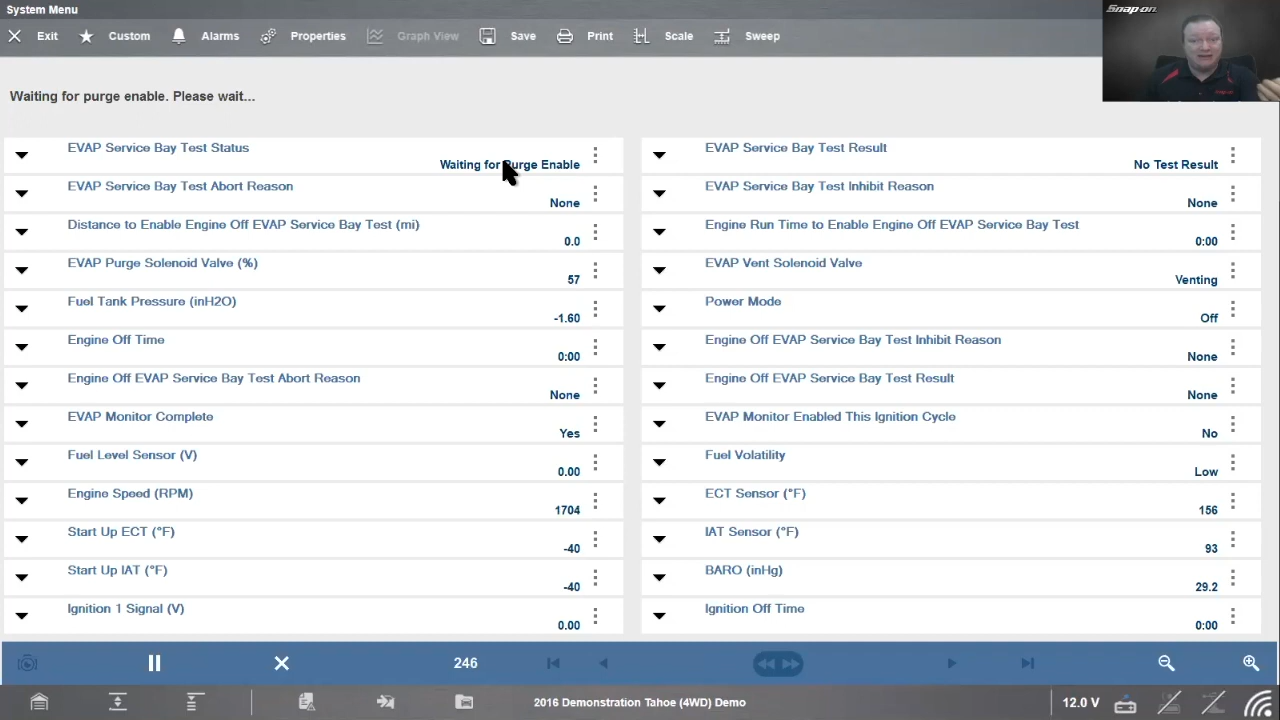 System Menu
Exit Custom Alarms Properties Graph View Save Print Scale Sweep
Snap-on
Waiting for purge enable. Please wait...
EVAP Service Bay Test Status
Waiting for Purge Enable
EVAP Service Bay Test Result
No Test Result
EVAP Service Bay Test Abort Reason
None
EVAP Service Bay Test Inhibit Reason
None
Distance to Enable Engine Off EVAP Service Bay Test (mi)
0.0
Engine Run Time to Enable Engine Off EVAP Service Bay Test
0:00
EVAP Purge Solenoid Valve (%)
57
EVAP Vent Solenoid Valve
Venting
Fuel Tank Pressure (inH2O)
-1.60
Power Mode
Off
Engine Off Time
0:00
Engine Off EVAP Service Bay Test Inhibit Reason
None
Engine Off EVAP Service Bay Test Abort Reason
None
Engine Off EVAP Service Bay Test Result
None
EVAP Monitor Complete
Yes
EVAP Monitor Enabled This Ignition Cycle
No
Fuel Level Sensor (V)
0.00
Fuel Volatility
Low
Engine Speed (RPM)
1704
ECT Sensor (°F)
156
Start Up ECT (°F)
-40
IAT Sensor (°F)
93
Start Up IAT (°F)
-40
BARO (inHg)
29.2
Ignition 1 Signal (V)
0.00
Ignition Off Time
0:00
246
2016 Demonstration Tahoe (4WD) Demo
12.0 V